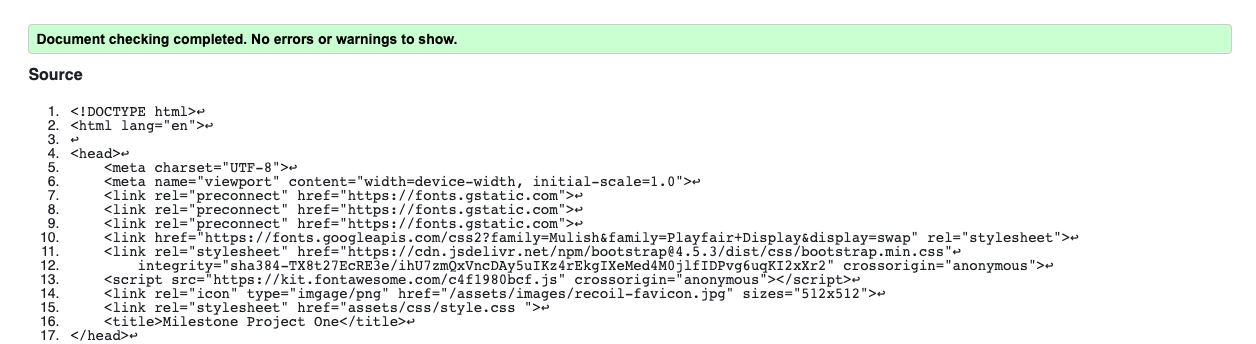 Document checking completed. No errors or warnings to show.
Source
1. <!DOCTYPE html>↩
2. <html lang="en">↩
3. ↩
4. <head>↩
5.     <meta charset="UTF-8">↩
6.     <meta name="viewport" content="width=device-width, initial-scale=1.0">↩
7.     <link rel="preconnect" href="https://fonts.gstatic.com">↩
8.     <link rel="preconnect" href="https://fonts.gstatic.com">↩
9.     <link rel="preconnect" href="https://fonts.gstatic.com">↩
10.     <link href="https://fonts.googleapis.com/css2?family=Mulish&family=Playfair+Display&display=swap" rel="stylesheet">↩
11.     <link rel="stylesheet" href="https://cdn.jsdelivr.net/npm/bootstrap@4.5.3/dist/css/bootstrap.min.css"↩
12.         integrity="sha384-TX8t27EcRE3e/ihU7zmQxVncDAy5uIKz4rEkgIXeMed4M0jlfIDPvg6uqKI2xXr2" crossorigin="anonymous">↩
13.     <script src="https://kit.fontawesome.com/c4f1980bcf.js" crossorigin="anonymous"></script>↩
14.     <link rel="icon" type="imgage/png" href="/assets/images/recoil-favicon.jpg" sizes="512x512">↩
15.     <link rel="stylesheet" href="assets/css/style.css ">↩
16.     <title>Milestone Project One</title>↩
17. </head>↩